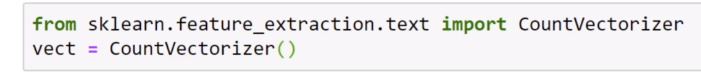 from sklearn.feature_extraction.text import CountVectorizer
vect = CountVectorizer()